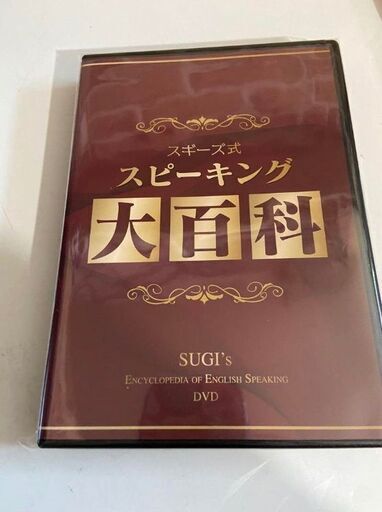 スギーズ式
スピーキング
大百科
SUGI's
ENCYCLOPEDIA OF ENGLISH SPEAKING
DVD